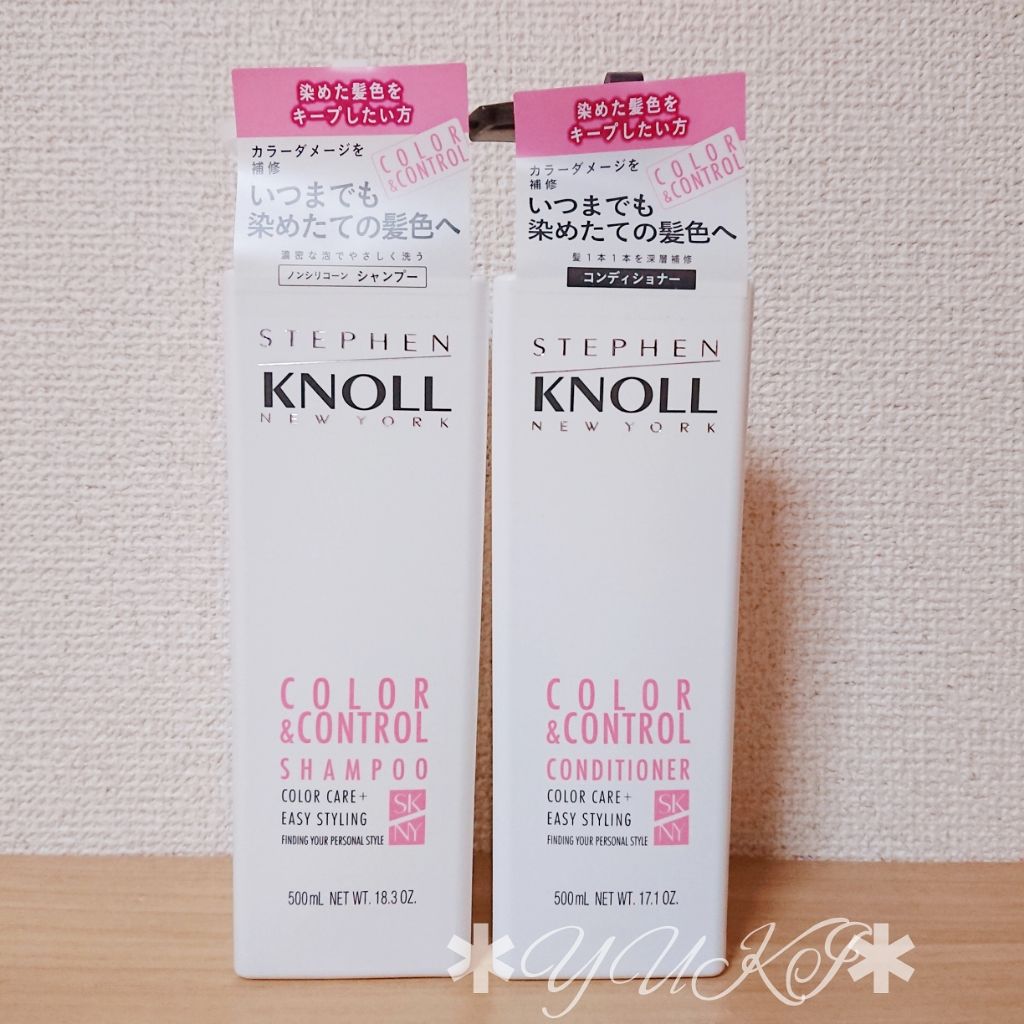 染めた髪色を
キープしたい方
カラーダメージを
補修
COLOR
&CONTROL
いつまでも
染めたての髪色へ
濃密な泡でやさしく洗う
ノンシリコーン シャンプー
STEPHEN
KNOLL
NEW YORK
COLOR
&CONTROL
SHAMPOO
COLOR CARE+
EASY STYLING
FINDING YOUR PERSONAL STYLE
SK
NY
500mL NET WT. 18.3 OZ.
染めた髪色を
キープしたい方
カラーダメージを
補修
COLOR
&CONTROL
いつまでも
染めたての髪色へ
髪1本1本を深層補修
コンディショナー
STEPHEN
KNOLL
NEW YORK
COLOR
&CONTROL
CONDITIONER
COLOR CARE+
EASY STYLING
FINDING YOUR PERSONAL STYLE
SK
NY
500mL NET WT. 17.1 OZ.
✱YUKI✱